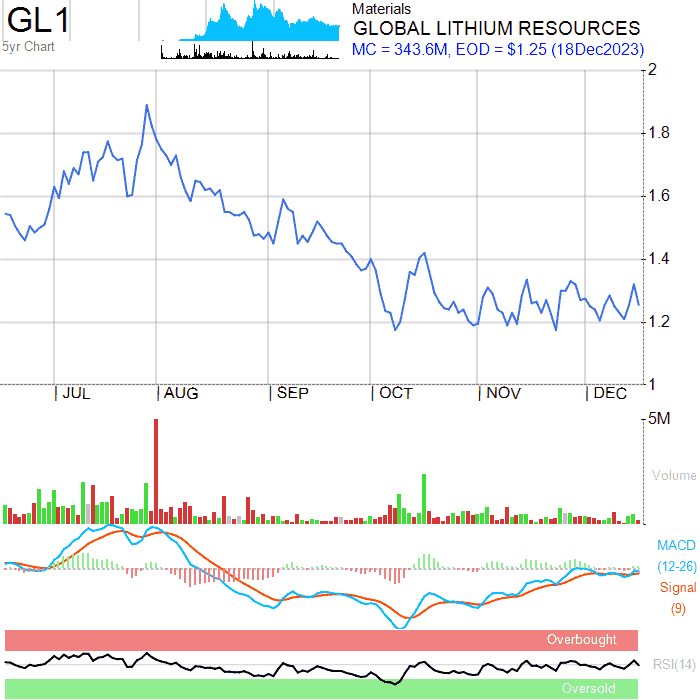 GL1
5yr Chart
Materials
GLOBAL LITHIUM RESOURCES
MC = 343.6M, EOD = $1.25 (18Dec2023)
2
1.8
1.6
1.4
1.2
1
JUL AUG SEP OCT NOV DEC
5M
Volume
MACD
(12-26)
Signal
(9)
Overbought
RSI(14)
Oversold